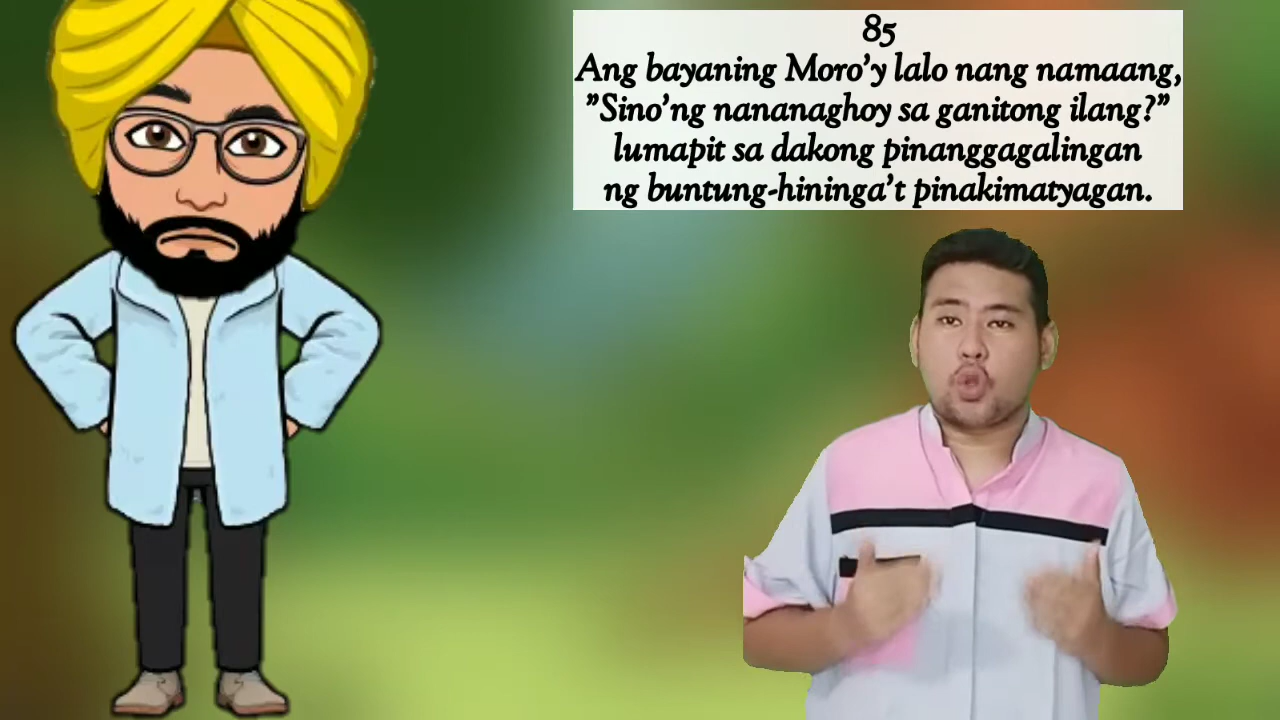 85
Ang bayaning Moro'y lalo nang namaang,
"Sino'ng nananaghoy sa ganitong ilang?"
lumapit sa dakong pinanggagalingan
ng buntung-hininga't pinakimatyagan.